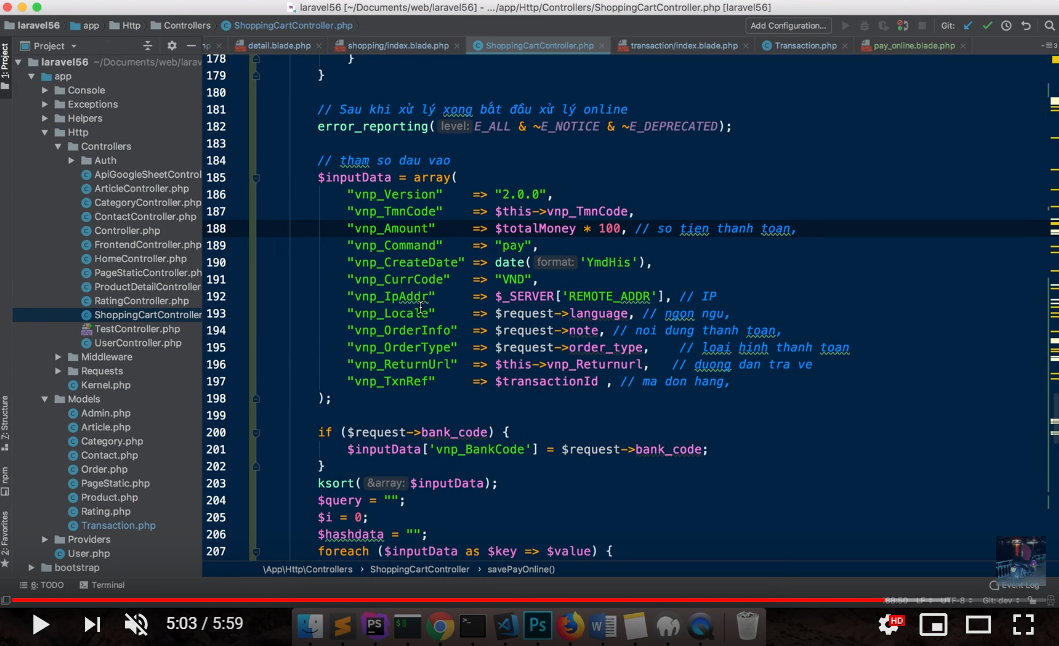 laravel56 [~/Documents/web/laravel56] - .../app/Http/Controllers/ShoppingCartController.php [laravel56]
laravel56 app Http Controllers ShoppingCartController.php
Add Configuration...
Git:
1: Project
Project
detail.blade.php
shopping/index.blade.php
ShoppingCartController.php
transaction/index.blade.php
Transaction.php
pay_online.blade.php
laravel56 ~/Documents/web/larav
app
Console
Exceptions
Helpers
Http
Controllers
Auth
ApiGoogleSheetControl
ArticleController.php
CategoryController.php
ContactController.php
Controller.php
FrontendController.php
HomeController.php
PageStaticController.php
ProductDetailController
RatingController.php
ShoppingCartController
TestController.php
UserController.php
Middleware
Requests
Kernel.php
Models
Admin.php
Article.php
Category.php
Contact.php
Order.php
PageStatic.php
Product.php
Rating.php
Transaction.php
Providers
User.php
bootstrap
Z: Structure
npm
2: Favorites
178 }
179 }
180
181 // Sau khi xử lý xong bắt đầu xử lý online
182 error_reporting( level: E_ALL & ~E_NOTICE & ~E_DEPRECATED);
183
184 // tham so dau vao
185 $inputData = array(
186 "vnp_Version" => "2.0.0",
187 "vnp_TmnCode" => $this->vnp_TmnCode,
188 "vnp_Amount" => $totalMoney * 100, // so tien thanh toan,
189 "vnp_Command" => "pay",
190 "vnp_CreateDate" => date( format: 'YmdHis'),
191 "vnp_CurrCode" => "VND",
192 "vnp_IpAddr" => $_SERVER['REMOTE_ADDR'], // IP
193 "vnp_Locale" => $request->language, // ngon ngu,
194 "vnp_OrderInfo" => $request->note, // noi dung thanh toan,
195 "vnp_OrderType" => $request->order_type, // loai hinh thanh toan
196 "vnp_ReturnUrl" => $this->vnp_Returnurl, // duong dan tra ve
197 "vnp_TxnRef" => $transactionId , // ma don hang,
198 );
199
200 if ($request->bank_code) {
201 $inputData['vnp_BankCode'] = $request->bank_code;
202 }
203 ksort( &array: $inputData);
204 $query = "";
205 $i = 0;
206 $hashdata = "";
207 foreach ($inputData as $key => $value) {
\App\Http\Controllers › ShoppingCartController › savePayOnline()
6: TODO
Terminal
Event Log
UTF-8
Git: dev
5:03 / 5:59
PS
Ps
W
HD